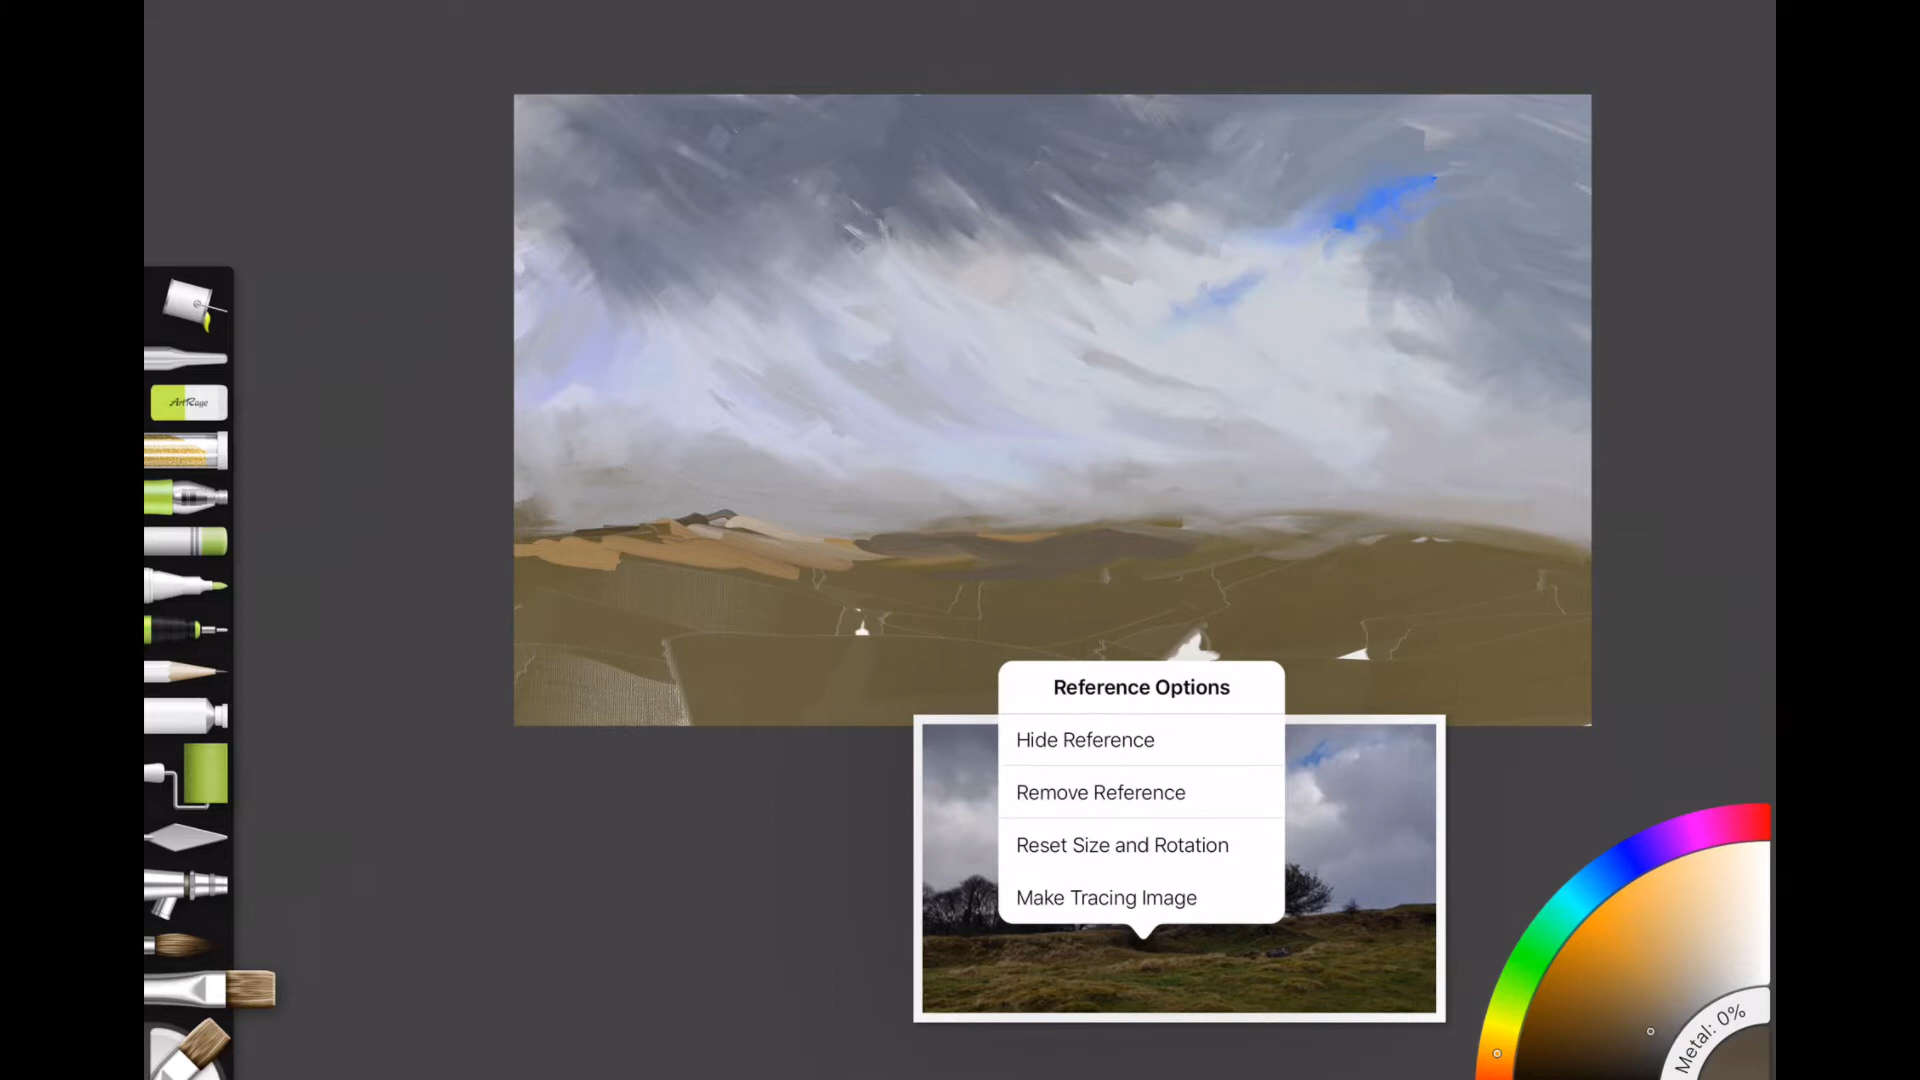 ArtRage
Reference Options
Hide Reference
Remove Reference
Reset Size and Rotation
Make Tracing Image
Metal: 0%